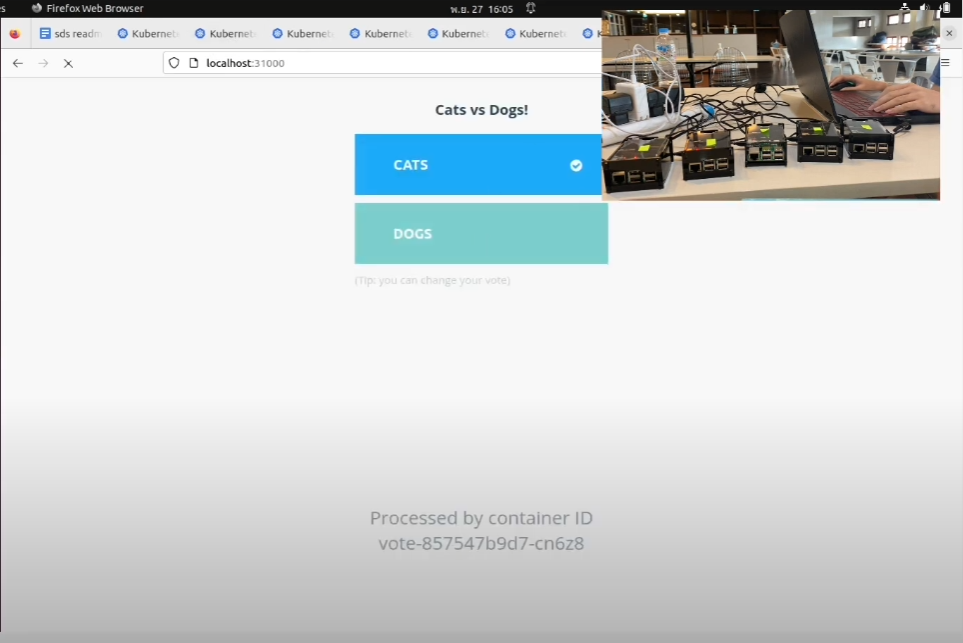 Firefox Web Browser
พ.ย. 27 16:05
sds readm
Kubernet
Kubernet
Kubernet
Kubernet
Kubernet
Kubernet
K
localhost:31000
Cats vs Dogs!
CATS
DOGS
(Tip: you can change your vote)
Processed by container ID
vote-857547b9d7-cn6z8